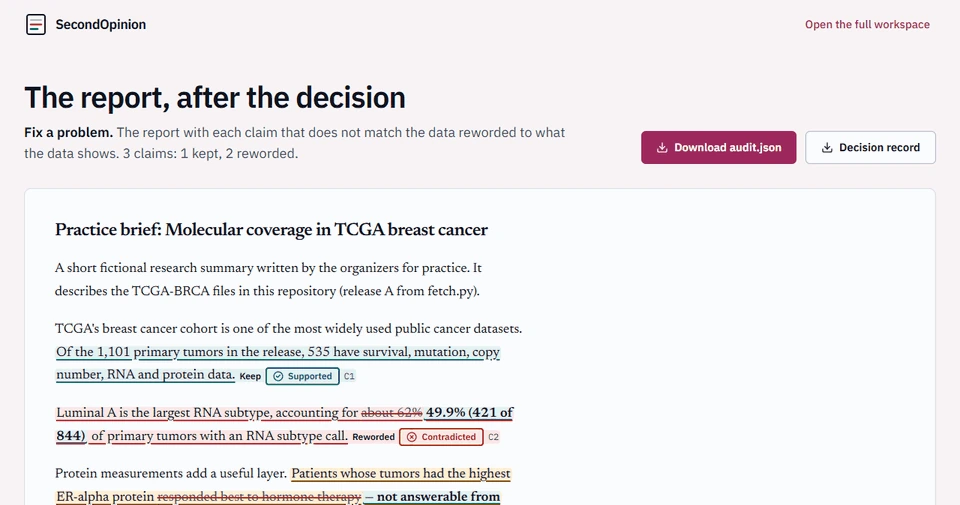 SecondOpinion
Open the full workspace
The report, after the decision
Fix a problem. The report with each claim that does not match the data reworded to what
the data shows. 3 claims: 1 kept, 2 reworded.
Download audit.json
Decision record
Practice brief: Molecular coverage in TCGA breast cancer
A short fictional research summary written by the organizers for practice. It
describes the TCGA-BRCA files in this repository (release A from fetch.py).
TCGA's breast cancer cohort is one of the most widely used public cancer datasets.
Of the 1,101 primary tumors in the release, 535 have survival, mutation, copy
number, RNA and protein data. Keep Supported C1
Luminal A is the largest RNA subtype, accounting for about 62% 49.9% (421 of
844) of primary tumors with an RNA subtype call. Reworded Contradicted C2
Protein measurements add a useful layer. Patients whose tumors had the highest
ER-alpha protein responded best to hormone therapy – not answerable from